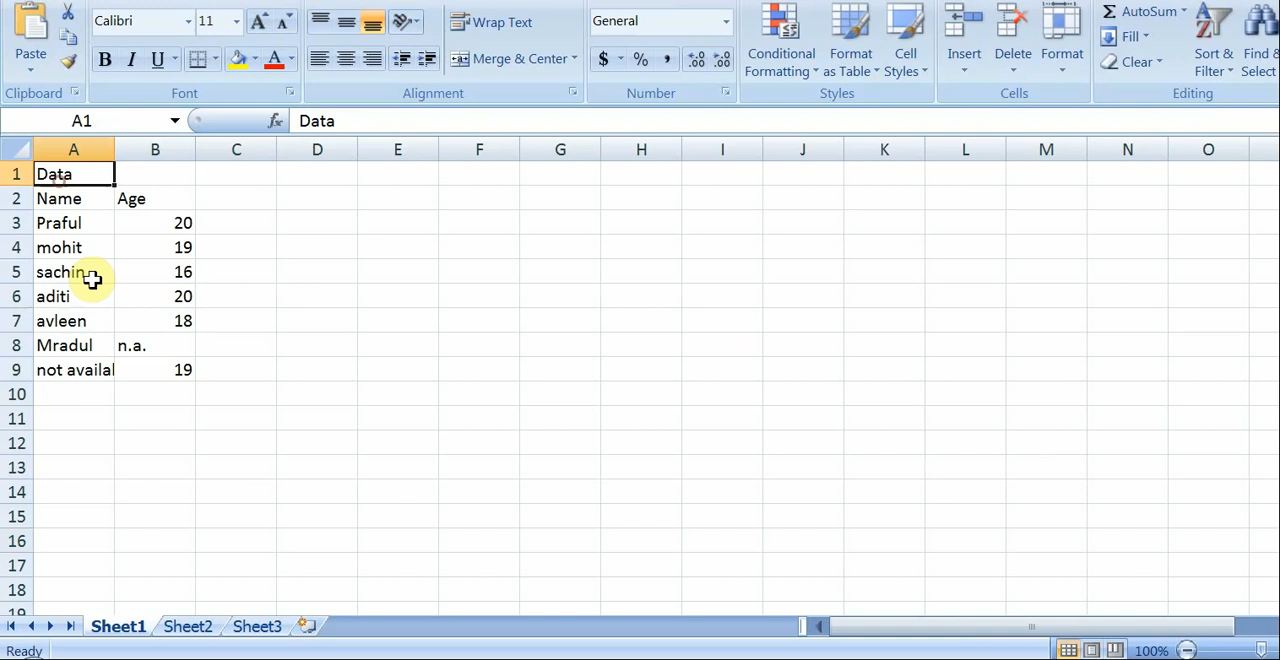 Calibri 11 Wrap Text General Σ AutoSum
Paste Conditional Formatting Format as Table Cell Styles Insert Delete Format Fill Sort & Filter Find & Select
B I U A Merge & Center $ % , Clear
Clipboard Font Alignment Number Styles Cells Editing
A1 fx Data
A B C D E F G H I J K L M N O
1 Data
2 Name Age
3 Praful 20
4 mohit 19
5 sachin 16
6 aditi 20
7 avleen 18
8 Mradul n.a.
9 not availal 19
10
11
12
13
14
15
16
17
18
19
Sheet1 Sheet2 Sheet3
Ready 100%